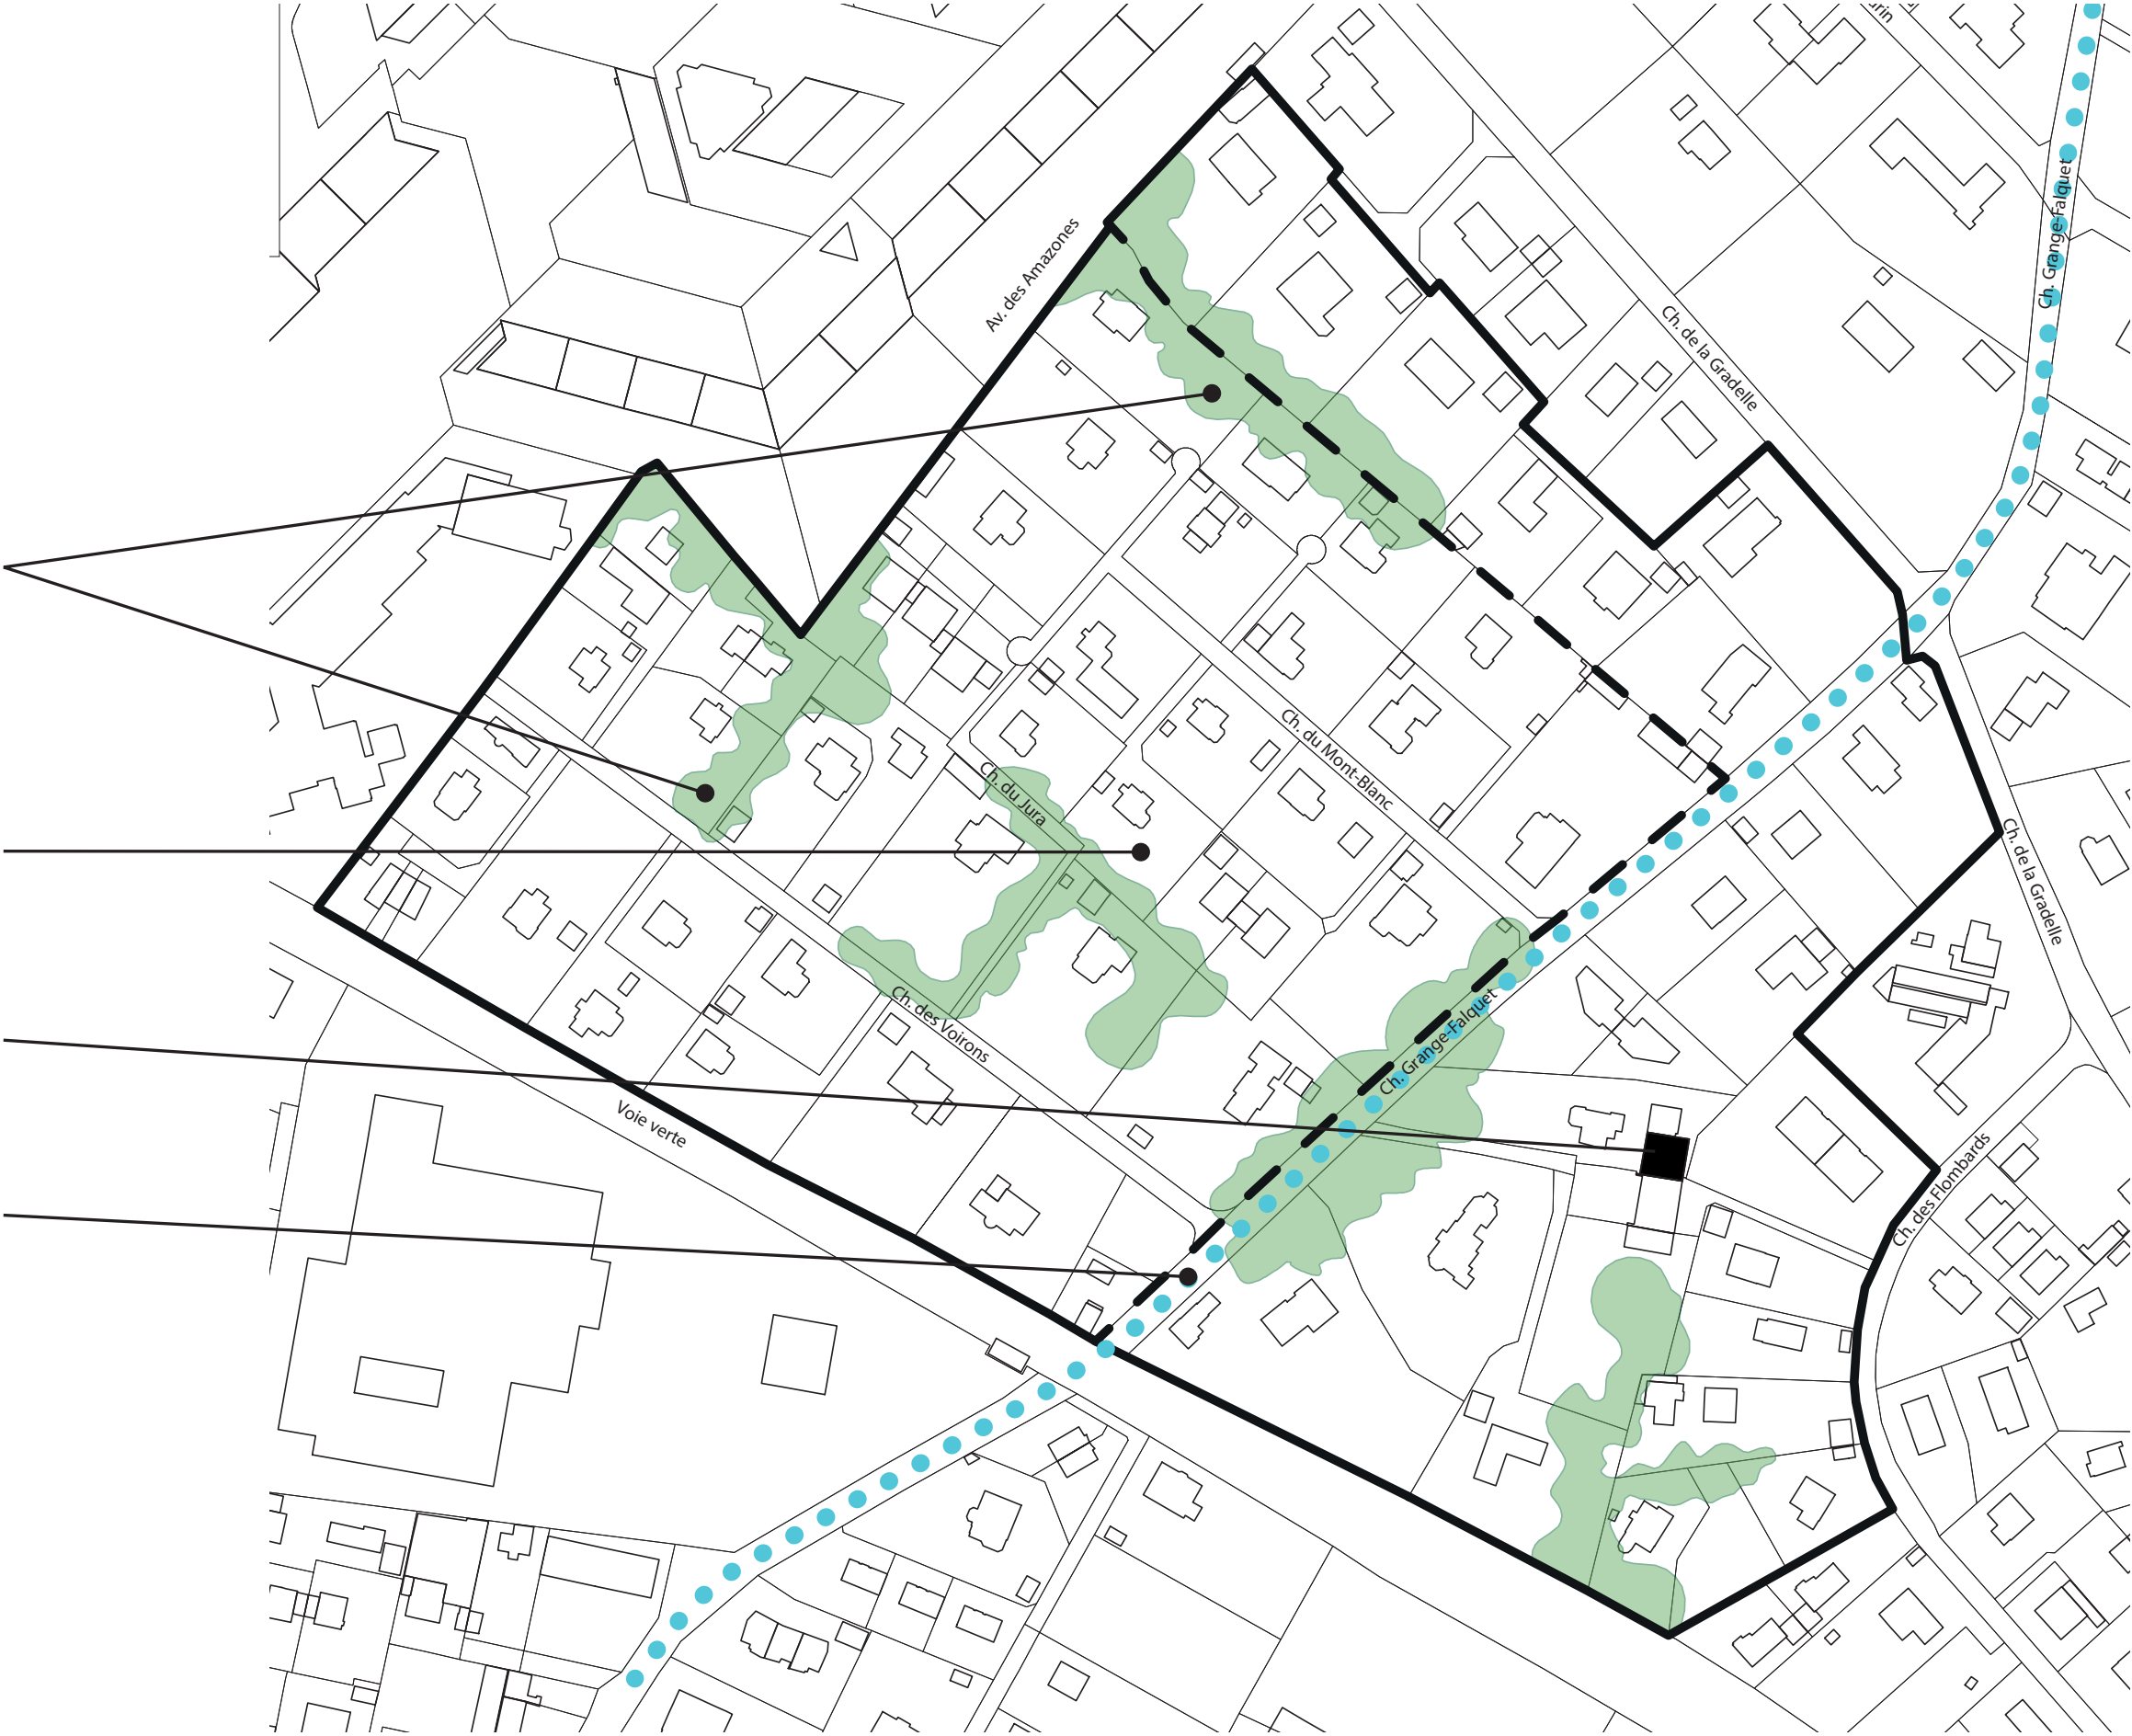 Ch. Grange-Falquet
Av. des Amazones
Ch. de la Gradelle
Ch. du Mont-Blanc
Ch. du Jura
Ch. de la Gradelle
Ch. des Voirons
Ch. Grange-Falquet
Voie verte
Ch. des Flombards